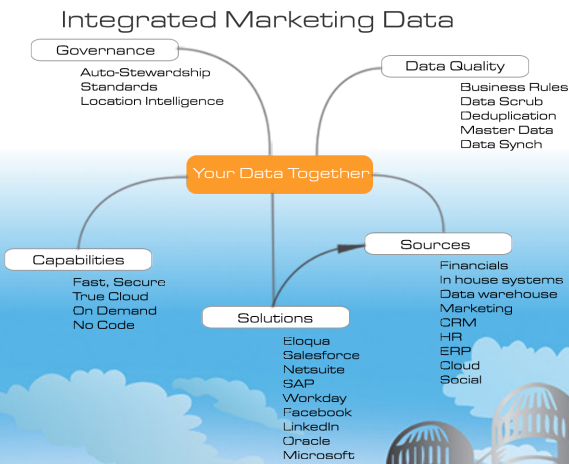 Integrated Marketing Data
Governance
Auto-Stewardship
Standards
Location Intelligence
Data Quality
Business Rules
Data Scrub
Deduplication
Master Data
Data Synch
Your Data Together
Capabilities
Fast, Secure
True Cloud
On Demand
No Code
Solutions
Eloqua
Salesforce
Netsuite
SAP
Workday
Facebook
LinkedIn
Oracle
Microsoft
Sources
Financials
In house systems
Data warehouse
Marketing
CRM
HR
ERP
Cloud
Social